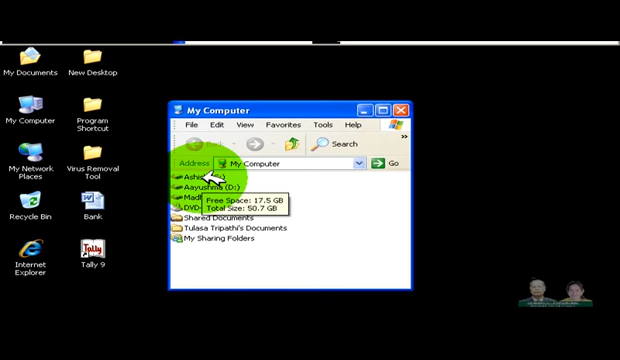 My Documents
New Desktop
My Computer
Program
Shortcut
My Network
Places
Virus Removal
Tool
Recycle Bin
Bank
Internet
Explorer
Tally
Tally 9
My Computer
File Edit View Favorites Tools Help
Back Search
Address My Computer Go
Aayushma (D:)
Free Space: 17.5 GB
Total Size: 50.7 GB
Shared Documents
Tulasa Tripathi's Documents
My Sharing Folders